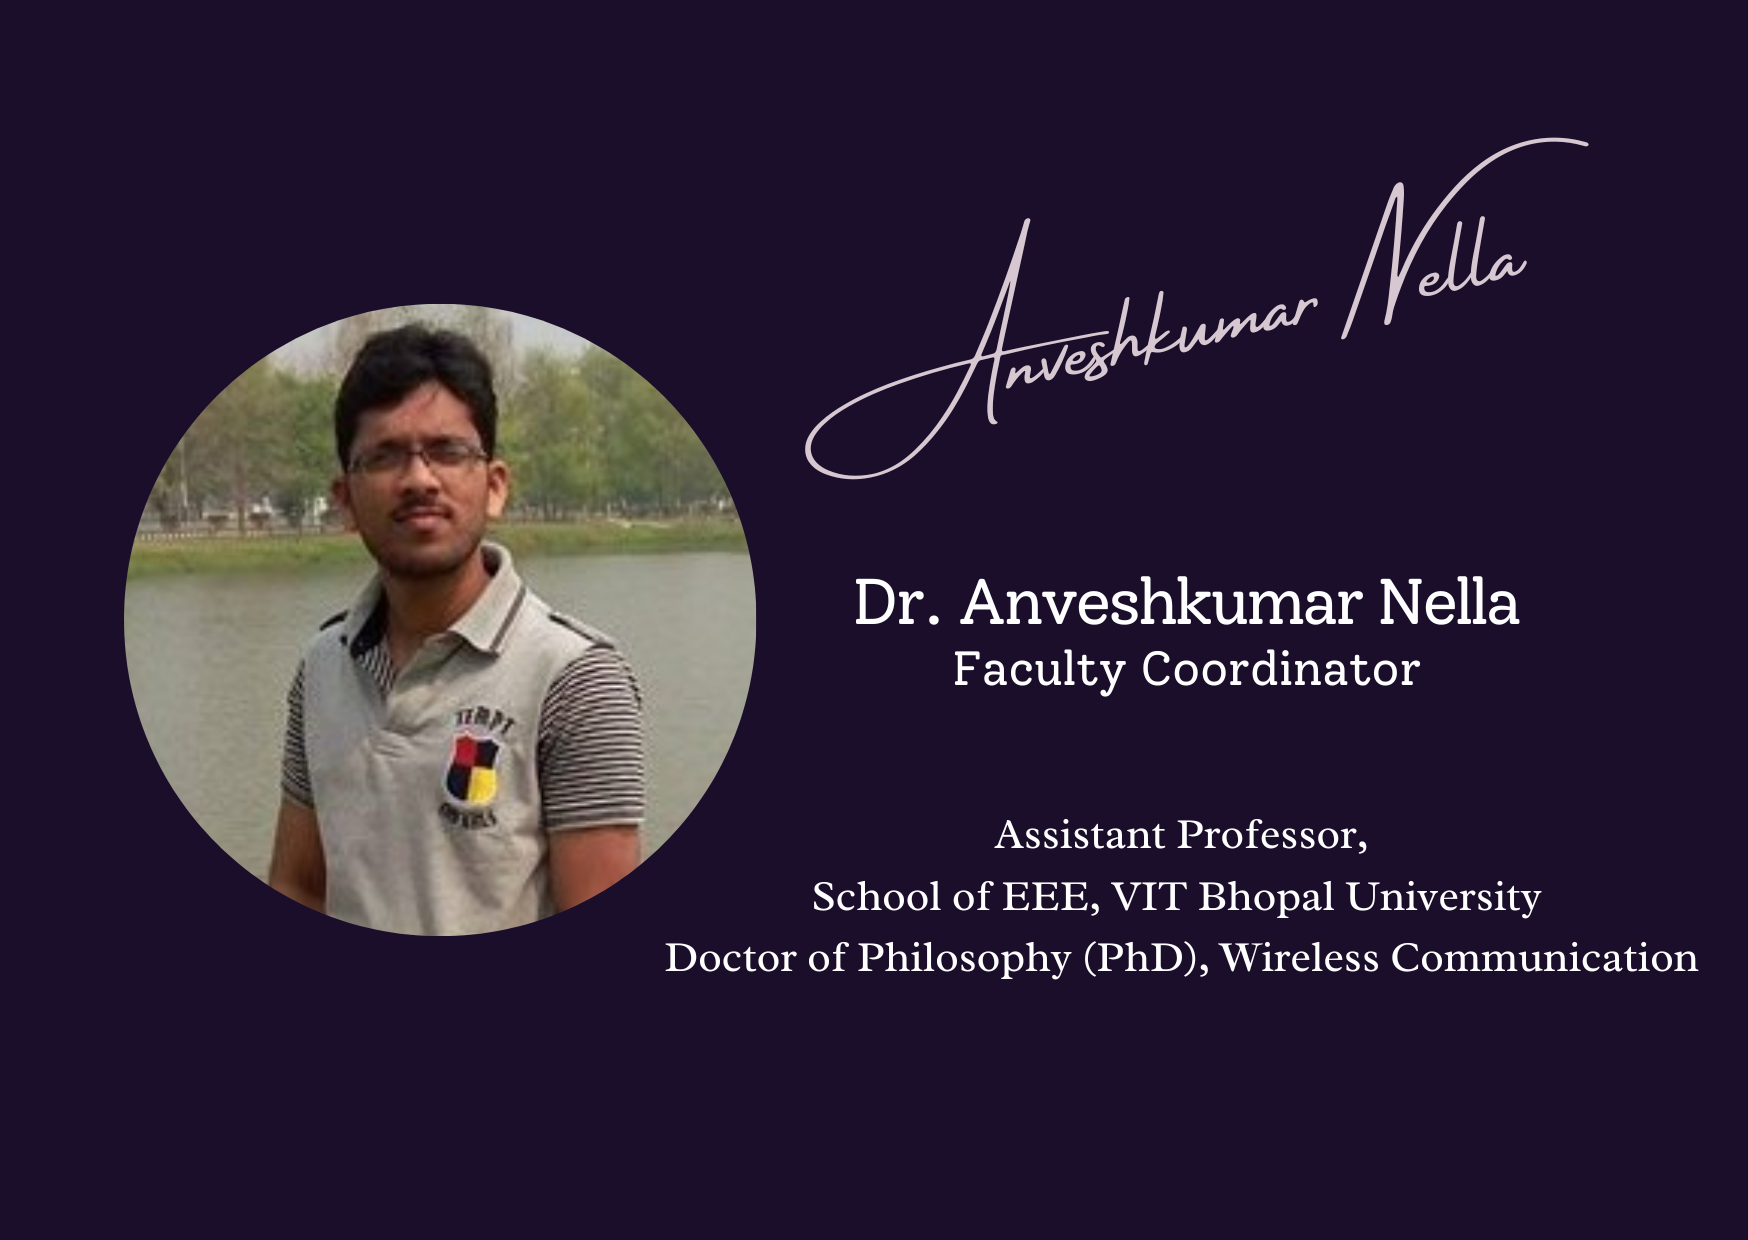 Anveshkumar Nella
Dr. Anveshkumar Nella
Faculty Coordinator
TEMPT
Assistant Professor,
School of EEE, VIT Bhopal University
Doctor of Philosophy (PhD), Wireless Communication